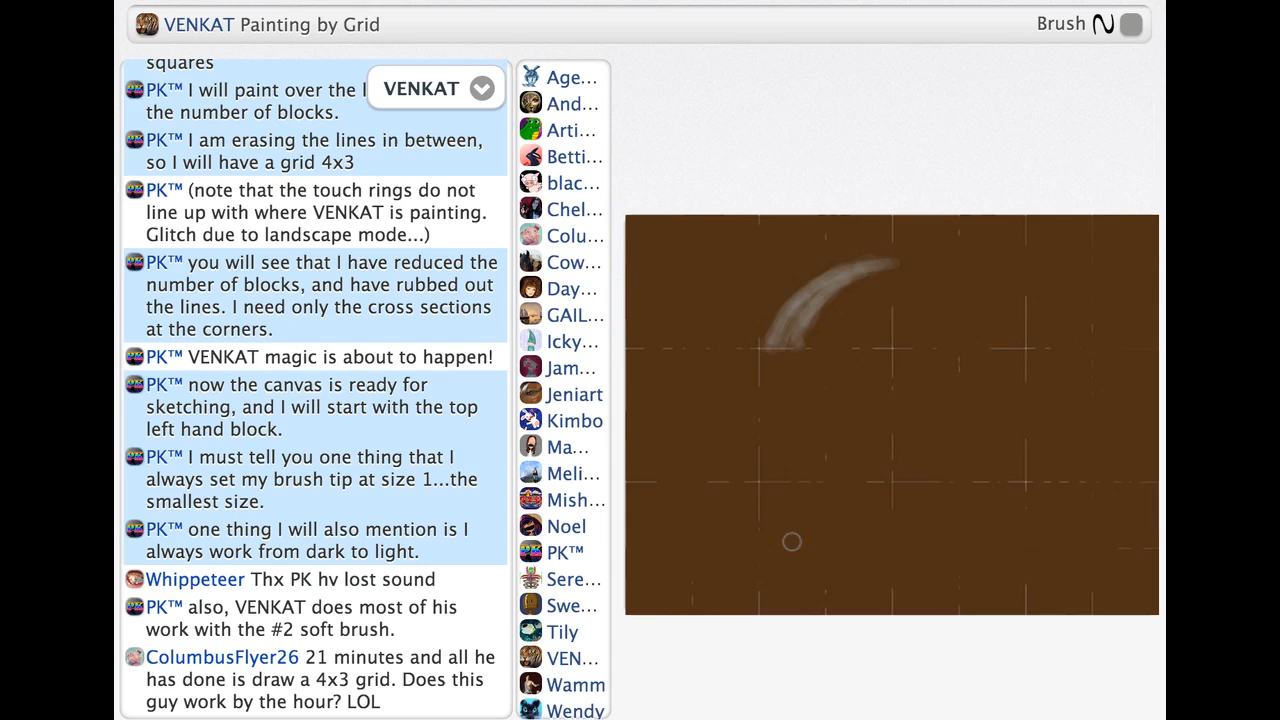 VENKAT Painting by Grid
Brush
squares
VENKAT
PK™ I will paint over the
the number of blocks.
PK™ I am erasing the lines in between,
so I will have a grid 4x3
PK™ (note that the touch rings do not
line up with where VENKAT is painting.
Glitch due to landscape mode...)
PK™ you will see that I have reduced the
number of blocks, and have rubbed out
the lines. I need only the cross sections
at the corners.
PK™ VENKAT magic is about to happen!
PK™ now the canvas is ready for
sketching, and I will start with the top
left hand block.
PK™ I must tell you one thing that I
always set my brush tip at size 1...the
smallest size.
PK™ one thing I will also mention is I
always work from dark to light.
Whippeteer Thx PK hv lost sound
PK™ also, VENKAT does most of his
work with the #2 soft brush.
ColumbusFlyer26 21 minutes and all he
has done is draw a 4x3 grid. Does this
guy work by the hour? LOL
Age...
And...
Arti...
Betti...
blac...
Chel...
Colu...
Cow...
Day...
GAIL...
Icky...
Jam...
Jeniart
Kimbo
Ma...
Meli...
Mish...
Noel
PK™
Sere...
Swe...
Tily
VEN...
Wamm
Wendy